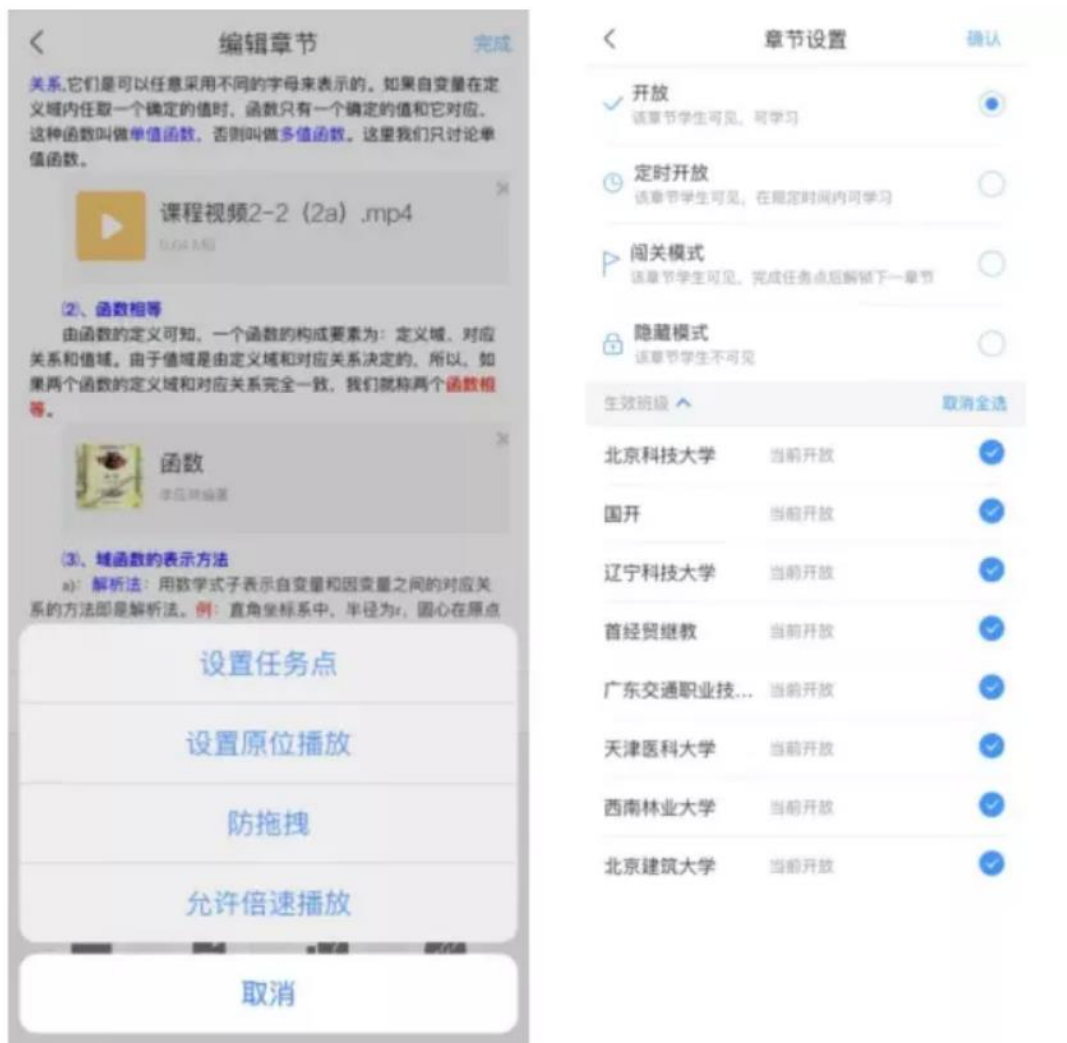 编辑章节
完成
关系,它们是可以任意采用不同的字母来表示的。如果自变量在定
义域内任取一个确定的值时,函数只有一个确定的值和它对应,
这种函数叫做单值函数,否则叫做多值函数。这里我们只讨论单
值函数。
课程视频2-2(2a).mp4
(2)、函数相等
由函数的定义可知,一个函数的构成要素为:定义域、对应
关系和值域。由于值域是由定义域和对应关系决定的,所以,如
果两个函数的定义域和对应关系完全一致,我们就称两个函数相
等。
函数
(3)、域函数的表示方法
a):解析法:用数学式子表示自变量和因变量之间的对应关
系的方法即是解析法。例:直角坐标系中,半径为r、圆心在原点
设置任务点
设置原位播放
防拖拽
允许倍速播放
取消
章节设置
确认
开放
该章节学生可见,可学习
定时开放
该章节学生可见,在规定时间内可学习
闯关模式
该章节学生可见,完成任务点后解锁下一章节
隐藏模式
该章节学生不可见
生效班级
取消全选
北京科技大学 当前开放
国开 当前开放
辽宁科技大学 当前开放
首经贸继教 当前开放
广东交通职业技... 当前开放
天津医科大学 当前开放
西南林业大学 当前开放
北京建筑大学 当前开放